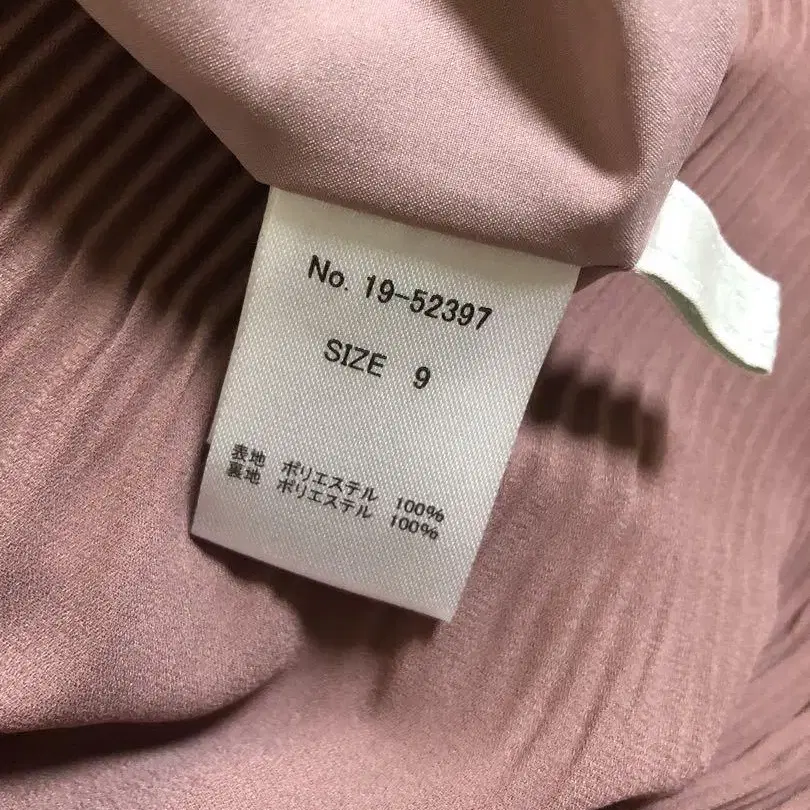 No. 19-52397
SIZE 9
表地 ポリエステル 100%
裏地 ポリエステル 100%